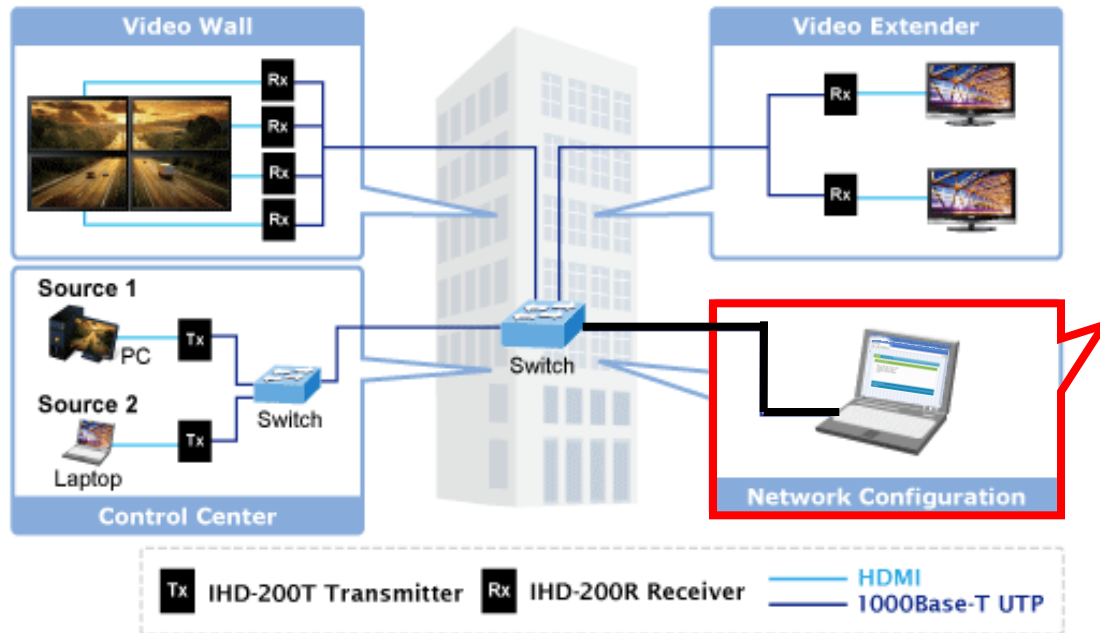 Video Wall
Rx
Rx
Rx
Rx
Video Extender
Rx
Rx
Source 1
PC
Tx
Source 2
Laptop
Tx
Switch
Control Center
Switch
Network Configuration
Tx IHD-200T Transmitter Rx IHD-200R Receiver HDMI
1000Base-T UTP